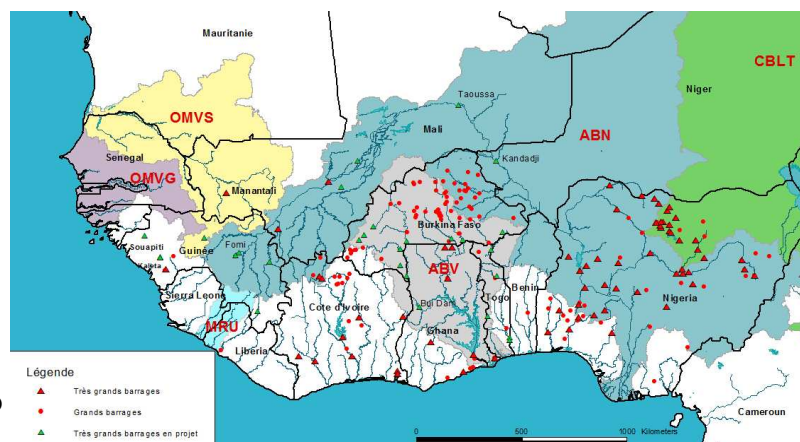 Mauritanie
CBLT
Niger
OMVS
Taoussa
ABN
Mali
Senegal
Kandadji
OMVG
Manantali
Burkina Faso
Souapiti
Guinée
Fomi
Kaleta
ABV
Benin
Nigeria
Sierra Leone
Togo
Cote d'Ivoire
Bui Dam
MRU
Ghana
Liberia
Légende
Très grands barrages
Grands barrages
Très grands barrages en projet
Cameroun
0 500 1000 Kilometers